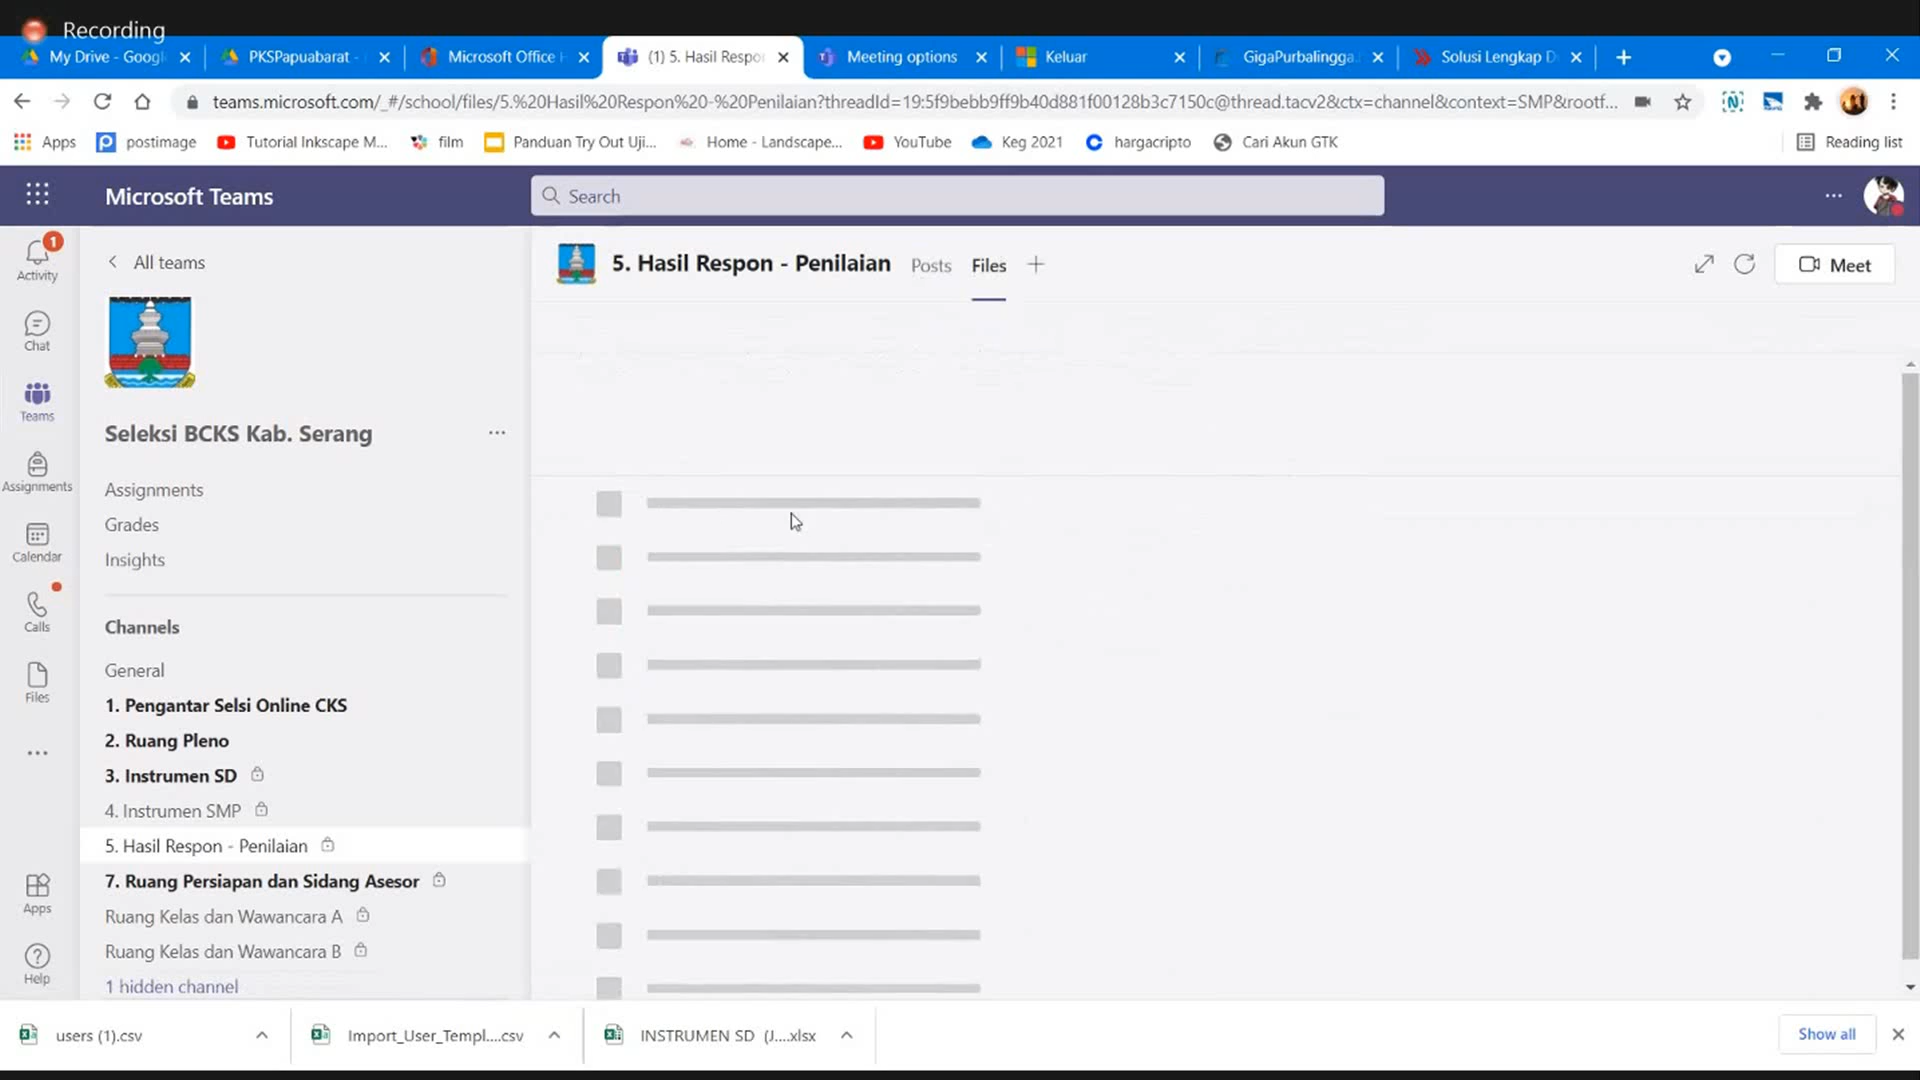 Recording
My Drive - Googl
PKSPapuabarat -
Microsoft Office
(1) 5. Hasil Respo
Meeting options
Keluar
GigaPurbalingga.
Solusi Lengkap D
teams.microsoft.com/_#/school/files/5.%20Hasil%20Respon%20-%20Penilaian?threadId=19:5f9bebb9ff9b40d881f00128b3c7150c@thread.tacv2&ctx=channel&context=SMP&rootf...
Apps
postimage
Tutorial Inkscape M...
film
Panduan Try Out Uji...
Home - Landscape...
YouTube
Keg 2021
hargacripto
Cari Akun GTK
Reading list
Microsoft Teams
Search
1
Activity
Chat
Teams
Assignments
Calendar
Calls
Files
Apps
Help
All teams
Seleksi BCKS Kab. Serang
Assignments
Grades
Insights
Channels
General
1. Pengantar Selsi Online CKS
2. Ruang Pleno
3. Instrumen SD
4. Instrumen SMP
5. Hasil Respon - Penilaian
7. Ruang Persiapan dan Sidang Asesor
Ruang Kelas dan Wawancara A
Ruang Kelas dan Wawancara B
1 hidden channel
5. Hasil Respon - Penilaian
Posts
Files
Meet
users (1).csv
Import_User_Templ....csv
INSTRUMEN SD (J....xlsx
Show all